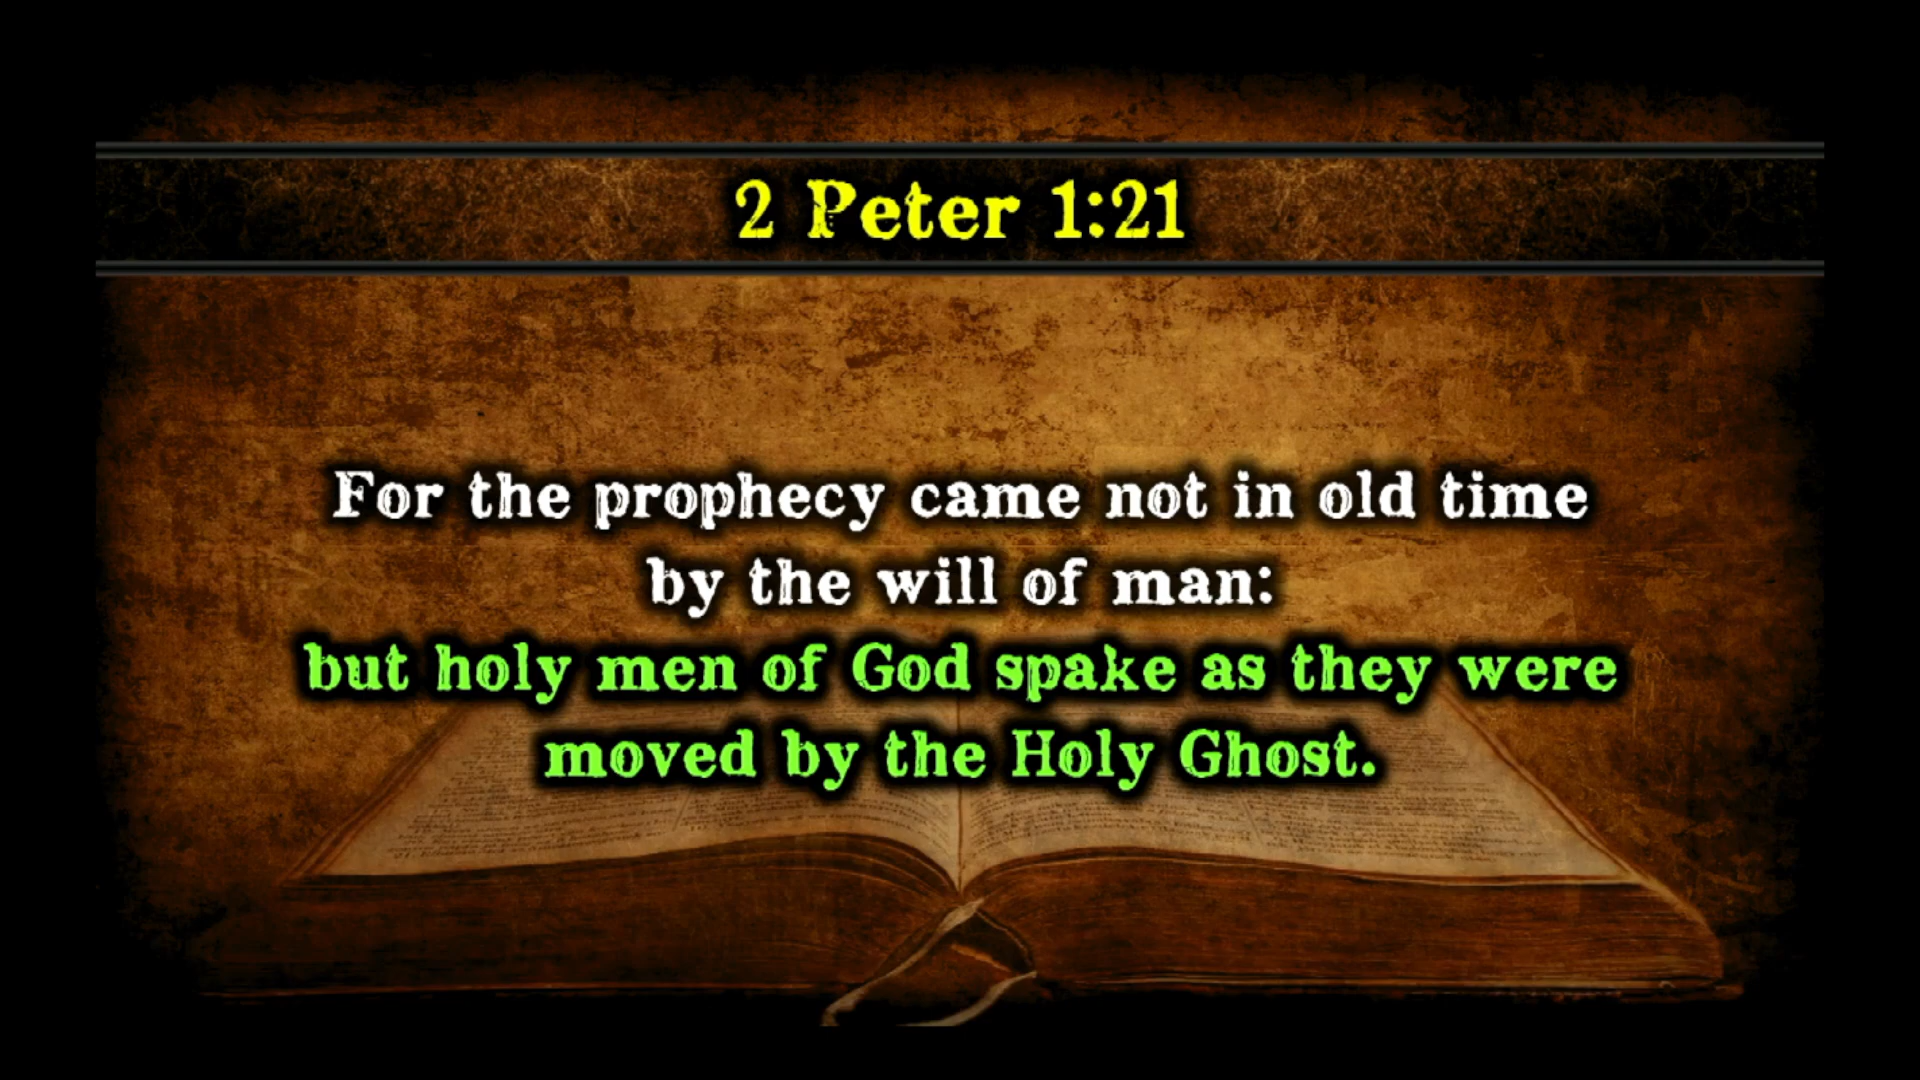 2 Peter 1:21
For the prophecy came not in old time
by the will of man:
but holy men of God spake as they were
moved by the Holy Ghost.